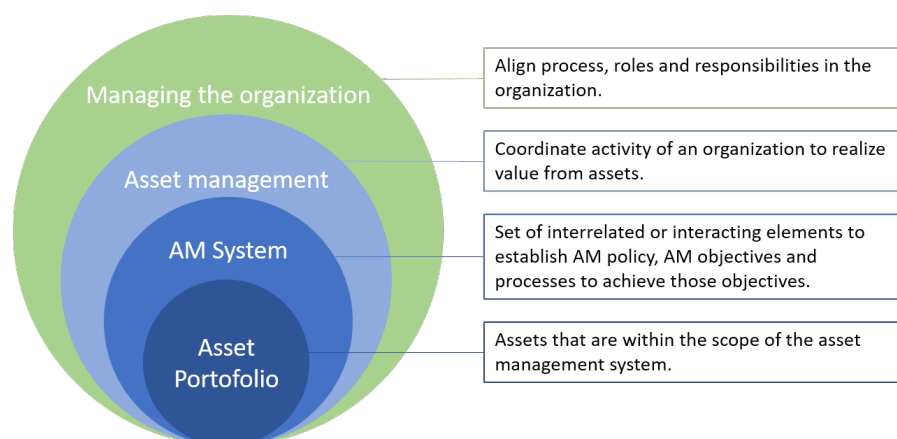 Managing the organization
Align process, roles and responsibilities in the
organization.
Asset management
Coordinate activity of an organization to realize
value from assets.
AM System
Set of interrelated or interacting elements to
establish AM policy, AM objectives and
processes to achieve those objectives.
Asset
Portofolio
Assets that are within the scope of the asset
management system.